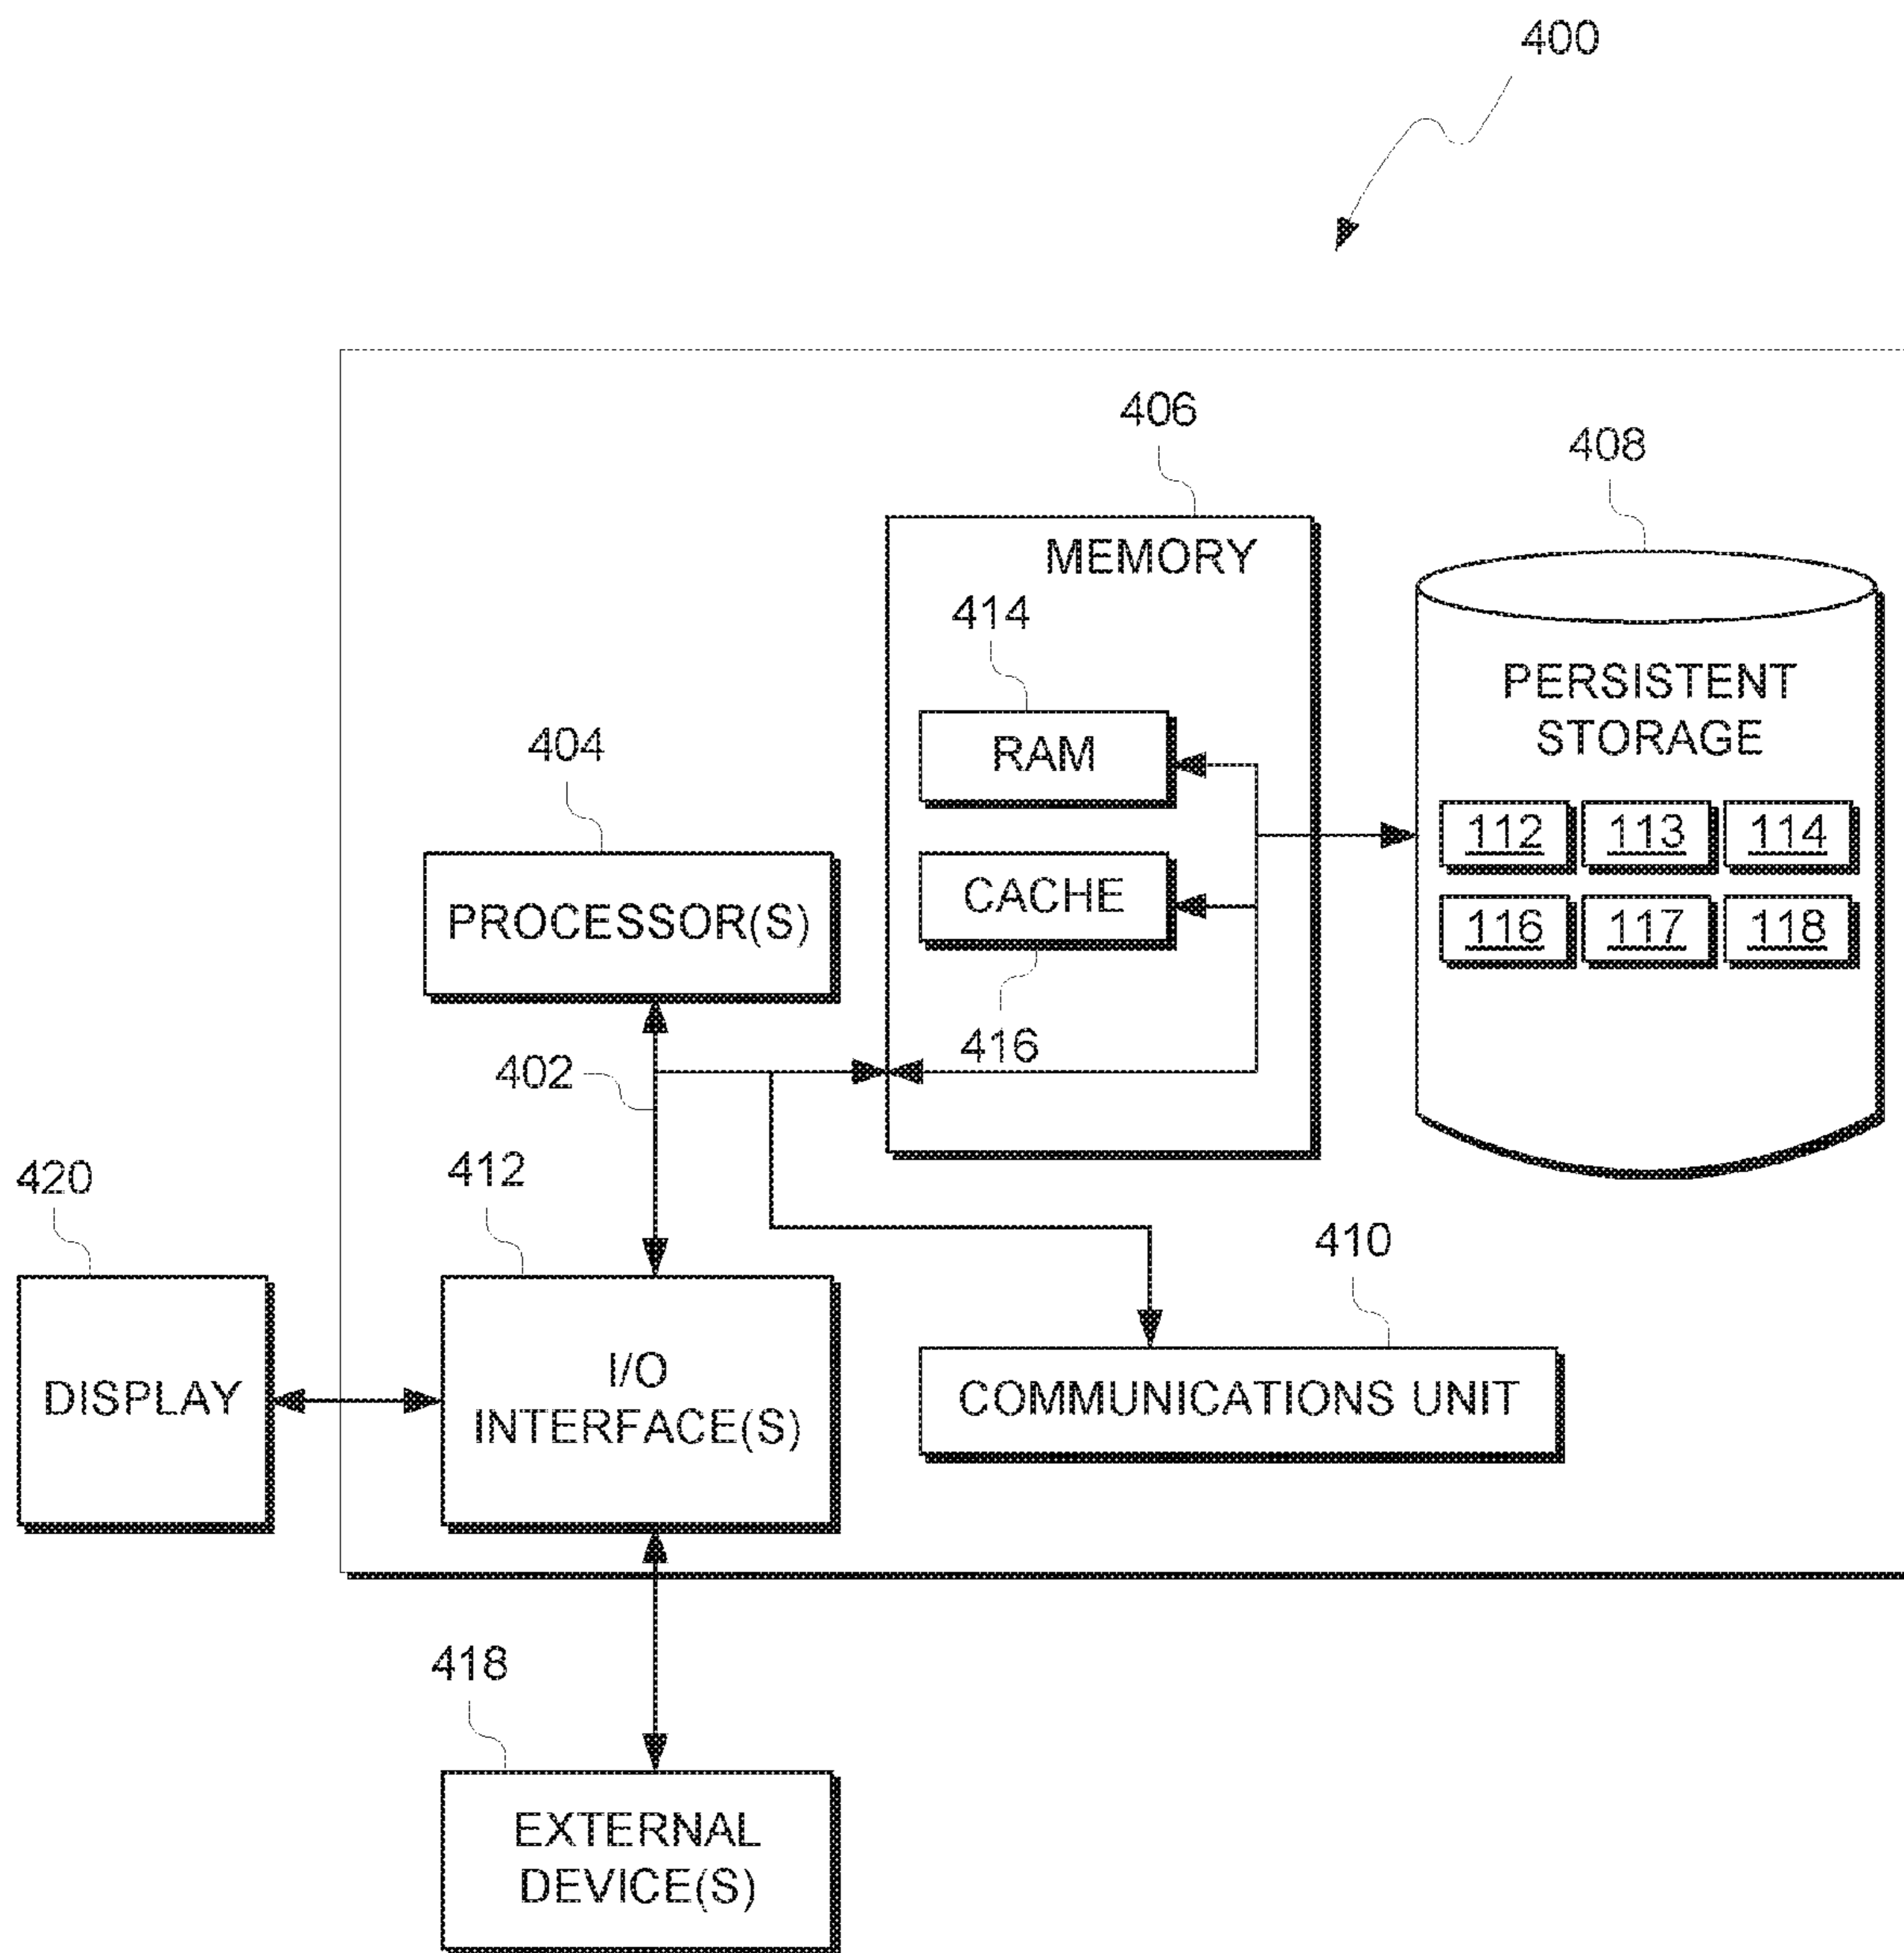 400
406
408
MEMORY
414
PERSISTENT
STORAGE
RAM
404
112 113 114
CACHE
PROCESSOR(S)
116 117 118
416
402
420
412
410
I/O
INTERFACE(S)
DISPLAY
COMMUNICATIONS UNIT
418
EXTERNAL
DEVICE(S)